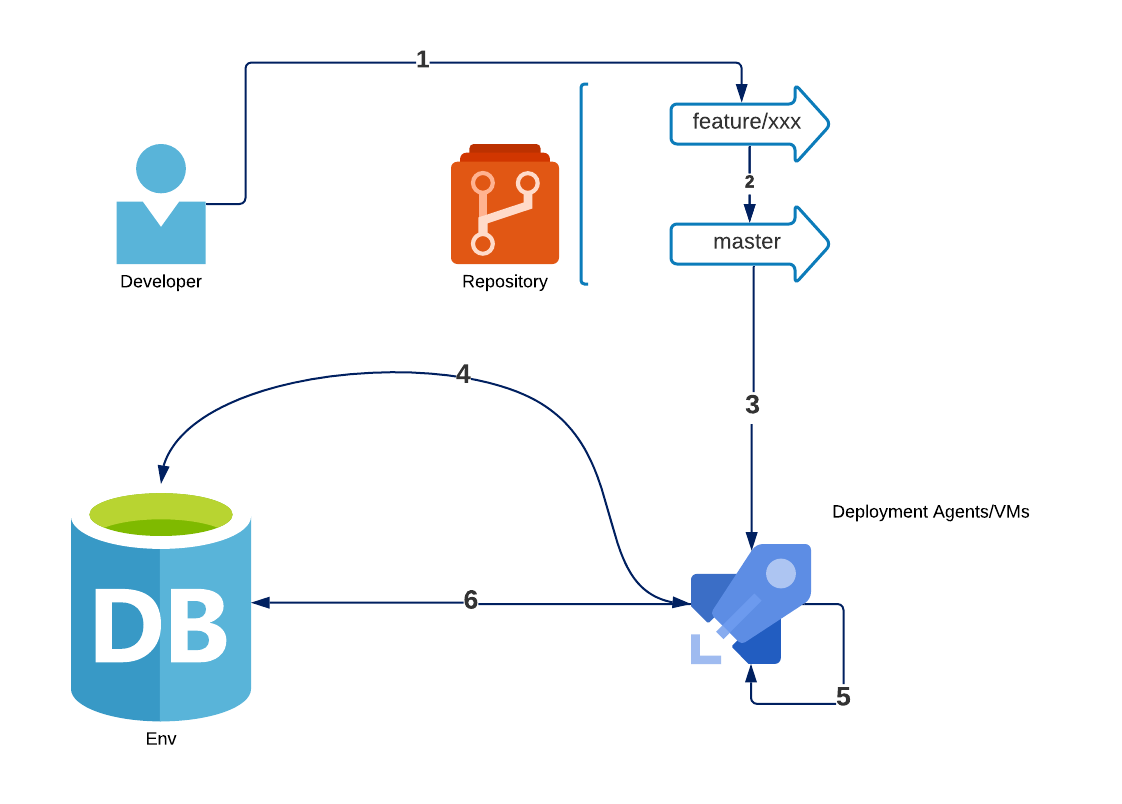 1
feature/xxx
2
master
Developer
Repository
3
4
Deployment Agents/VMs
DB
6
5
Env